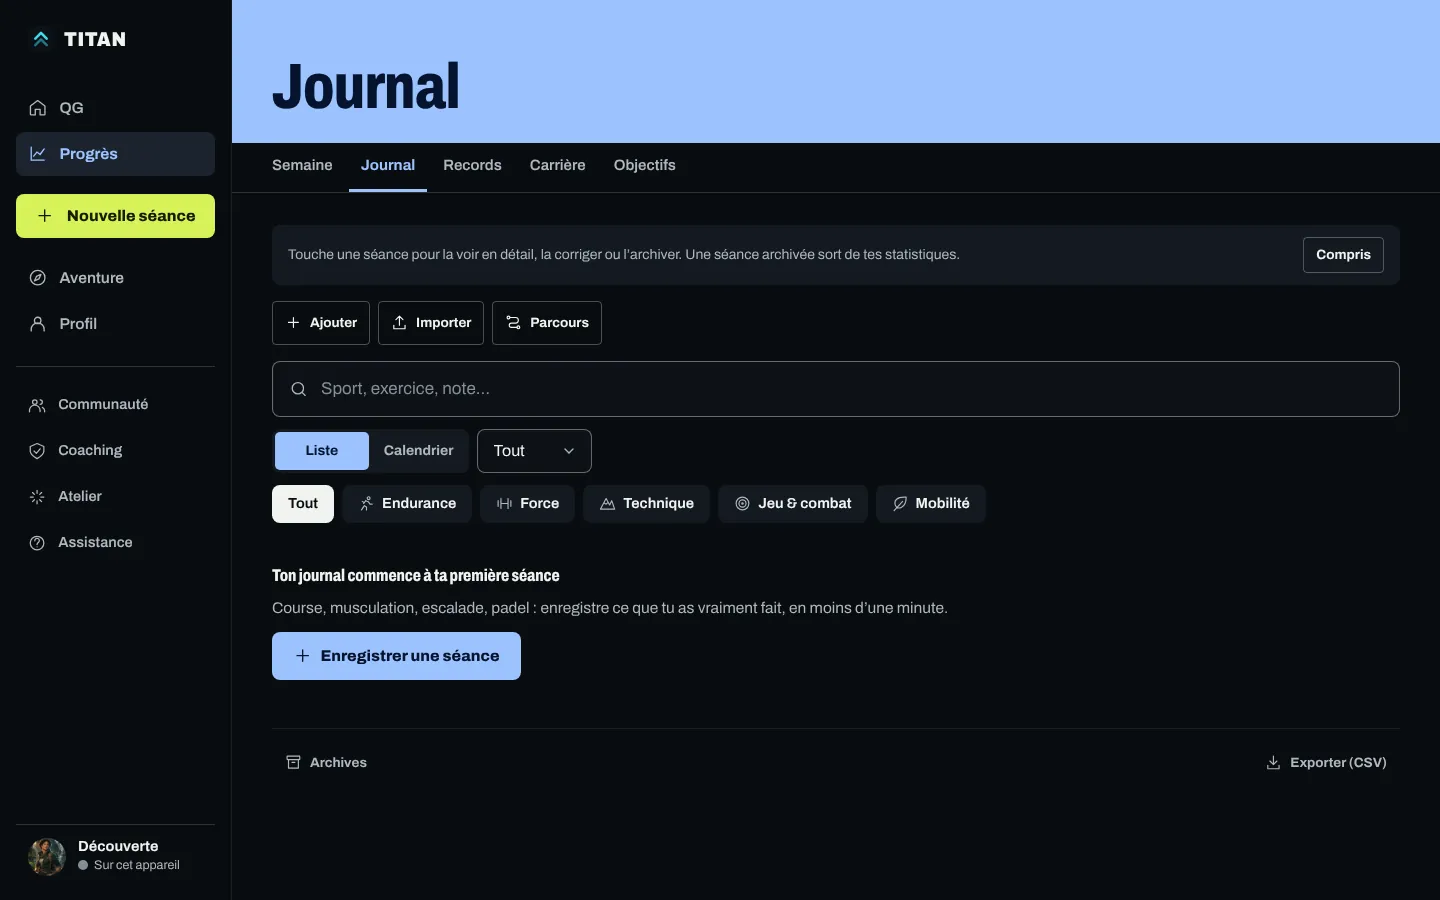 TITAN
QG
Progrès
Nouvelle séance
Aventure
Profil
Communauté
Coaching
Atelier
Assistance
Découverte
Sur cet appareil
Journal
Semaine
Journal
Records
Carrière
Objectifs
Touche une séance pour la voir en détail, la corriger ou l’archiver. Une séance archivée sort de tes statistiques.
Compris
Ajouter
Importer
Parcours
Sport, exercice, note...
Liste
Calendrier
Tout
Tout
Endurance
Force
Technique
Jeu & combat
Mobilité
Ton journal commence à ta première séance
Course, musculation, escalade, padel : enregistre ce que tu as vraiment fait, en moins d’une minute.
Enregistrer une séance
Archives
Exporter (CSV)